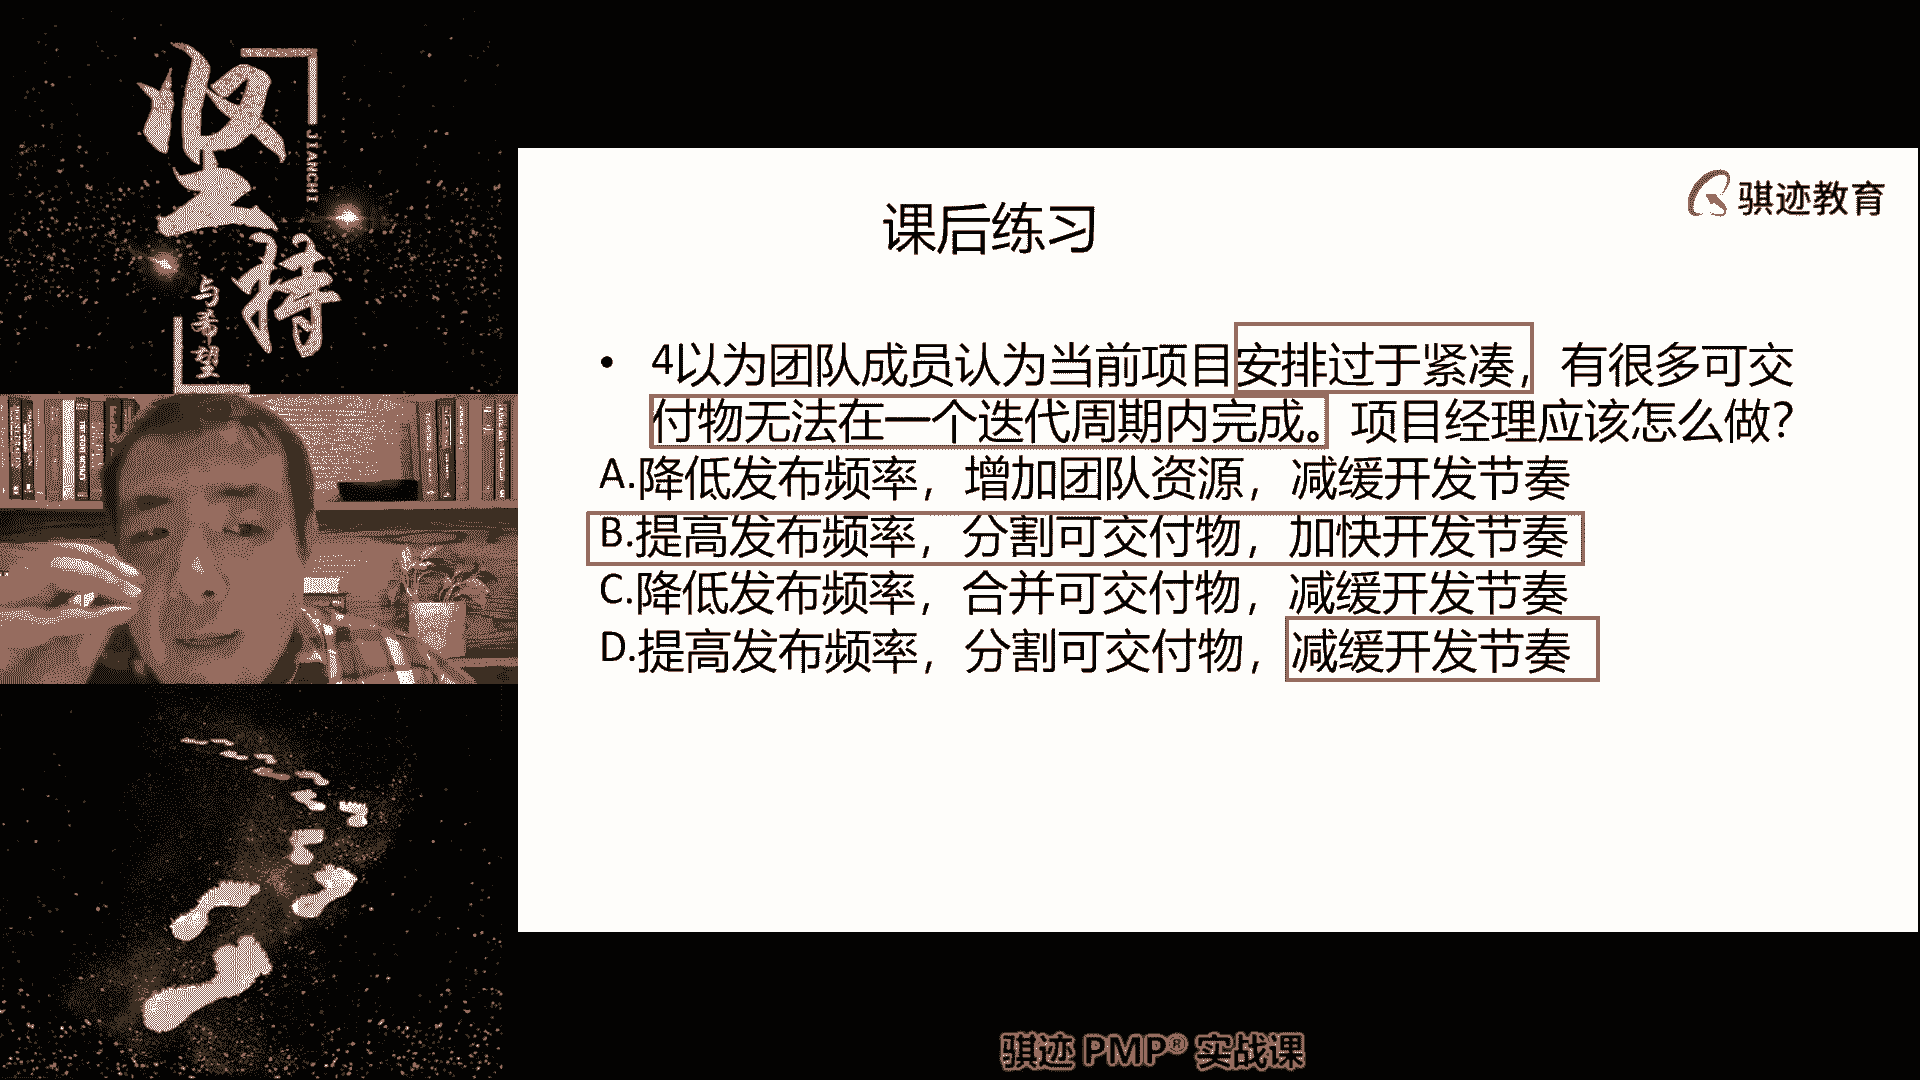 坚持
JIANCHI
与希望
骐迹教育
课后练习
• 4以为团队成员认为当前项目安排过于紧凑，有很多可交
付物无法在一个迭代周期内完成。项目经理应该怎么做？
A.降低发布频率，增加团队资源，减缓开发节奏
B.提高发布频率，分割可交付物，加快开发节奏
C.降低发布频率，合并可交付物，减缓开发节奏
D.提高发布频率，分割可交付物，减缓开发节奏
骐迹 PMP® 实战课